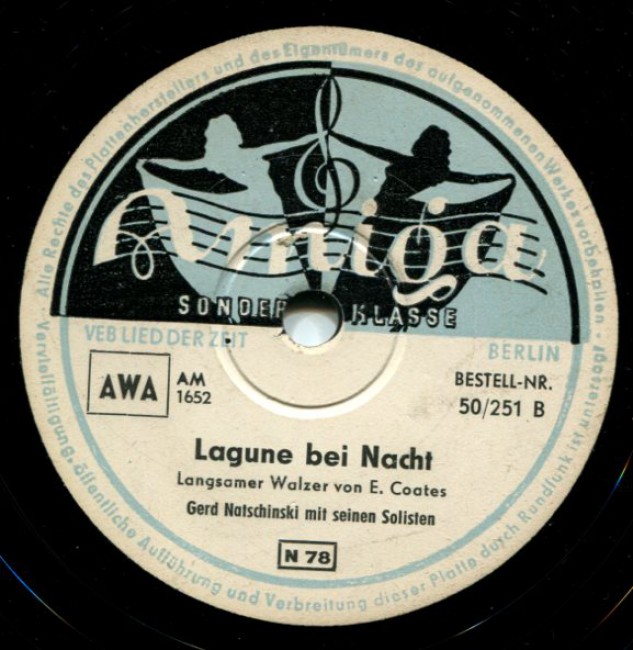 Alle Rechte des Plattenherstellers und des Eigentümers des aufgenommenen Werkes vorbehalten · Vervielfältigung, öffentliche Aufführung und Verbreitung dieser Platte durch Rundfunk ist untersagt ·
Amiga
SONDERKLASSE
VEB LIED DER ZEIT
BERLIN
AWA
AM
1652
BESTELL-NR.
50/251 B
Lagune bei Nacht
Langsamer Walzer von E. Coates
Gerd Natschinski mit seinen Solisten
N 78